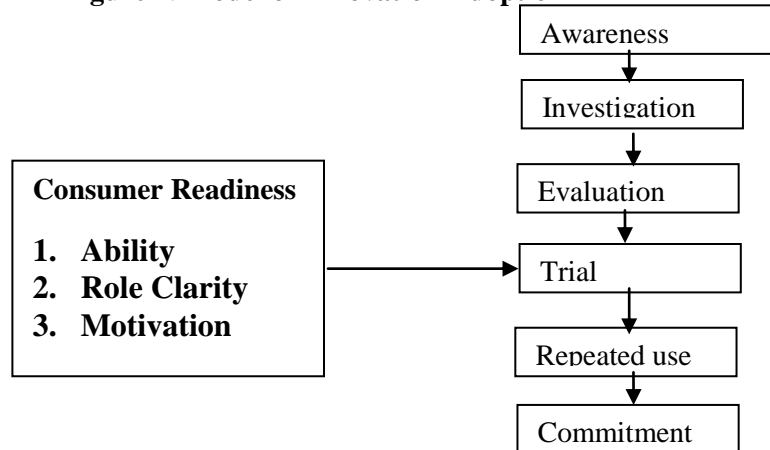 Awareness
Investigation
Evaluation
Consumer Readiness
1. Ability
2. Role Clarity
3. Motivation
Trial
Repeated use
Commitment